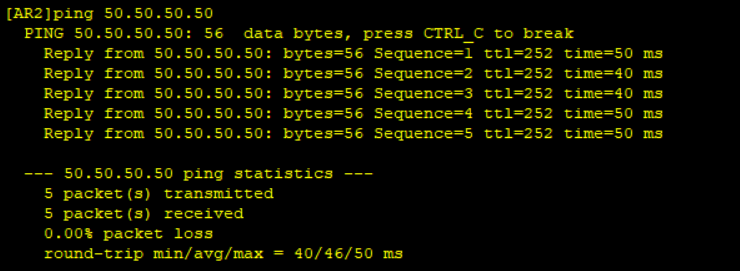 [AR2]ping 50.50.50.50
PING 50.50.50.50: 56  data bytes, press CTRL_C to break
Reply from 50.50.50.50: bytes=56 Sequence=1 ttl=252 time=50 ms
Reply from 50.50.50.50: bytes=56 Sequence=2 ttl=252 time=40 ms
Reply from 50.50.50.50: bytes=56 Sequence=3 ttl=252 time=40 ms
Reply from 50.50.50.50: bytes=56 Sequence=4 ttl=252 time=50 ms
Reply from 50.50.50.50: bytes=56 Sequence=5 ttl=252 time=50 ms
--- 50.50.50.50 ping statistics ---
5 packet(s) transmitted
5 packet(s) received
0.00% packet loss
round-trip min/avg/max = 40/46/50 ms